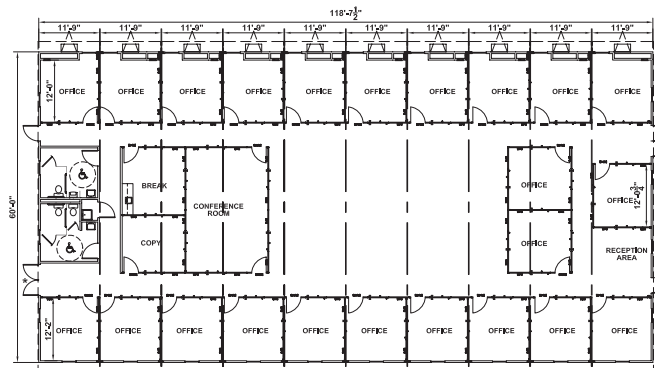 118'-7½"
11'-9" 11'-9" 11'-9" 11'-9" 11'-9" 11'-9" 11'-9" 11'-9" 11'-9" 11'-9"
12'-0"
OFFICE OFFICE OFFICE OFFICE OFFICE OFFICE OFFICE OFFICE OFFICE OFFICE
60'-0"
BREAK
OFFICE
CONFERENCE
ROOM
OFFICE
12'-0¾"
COPY
OFFICE
RECEPTION
AREA
*
12'-2"
OFFICE OFFICE OFFICE OFFICE OFFICE OFFICE OFFICE OFFICE OFFICE OFFICE